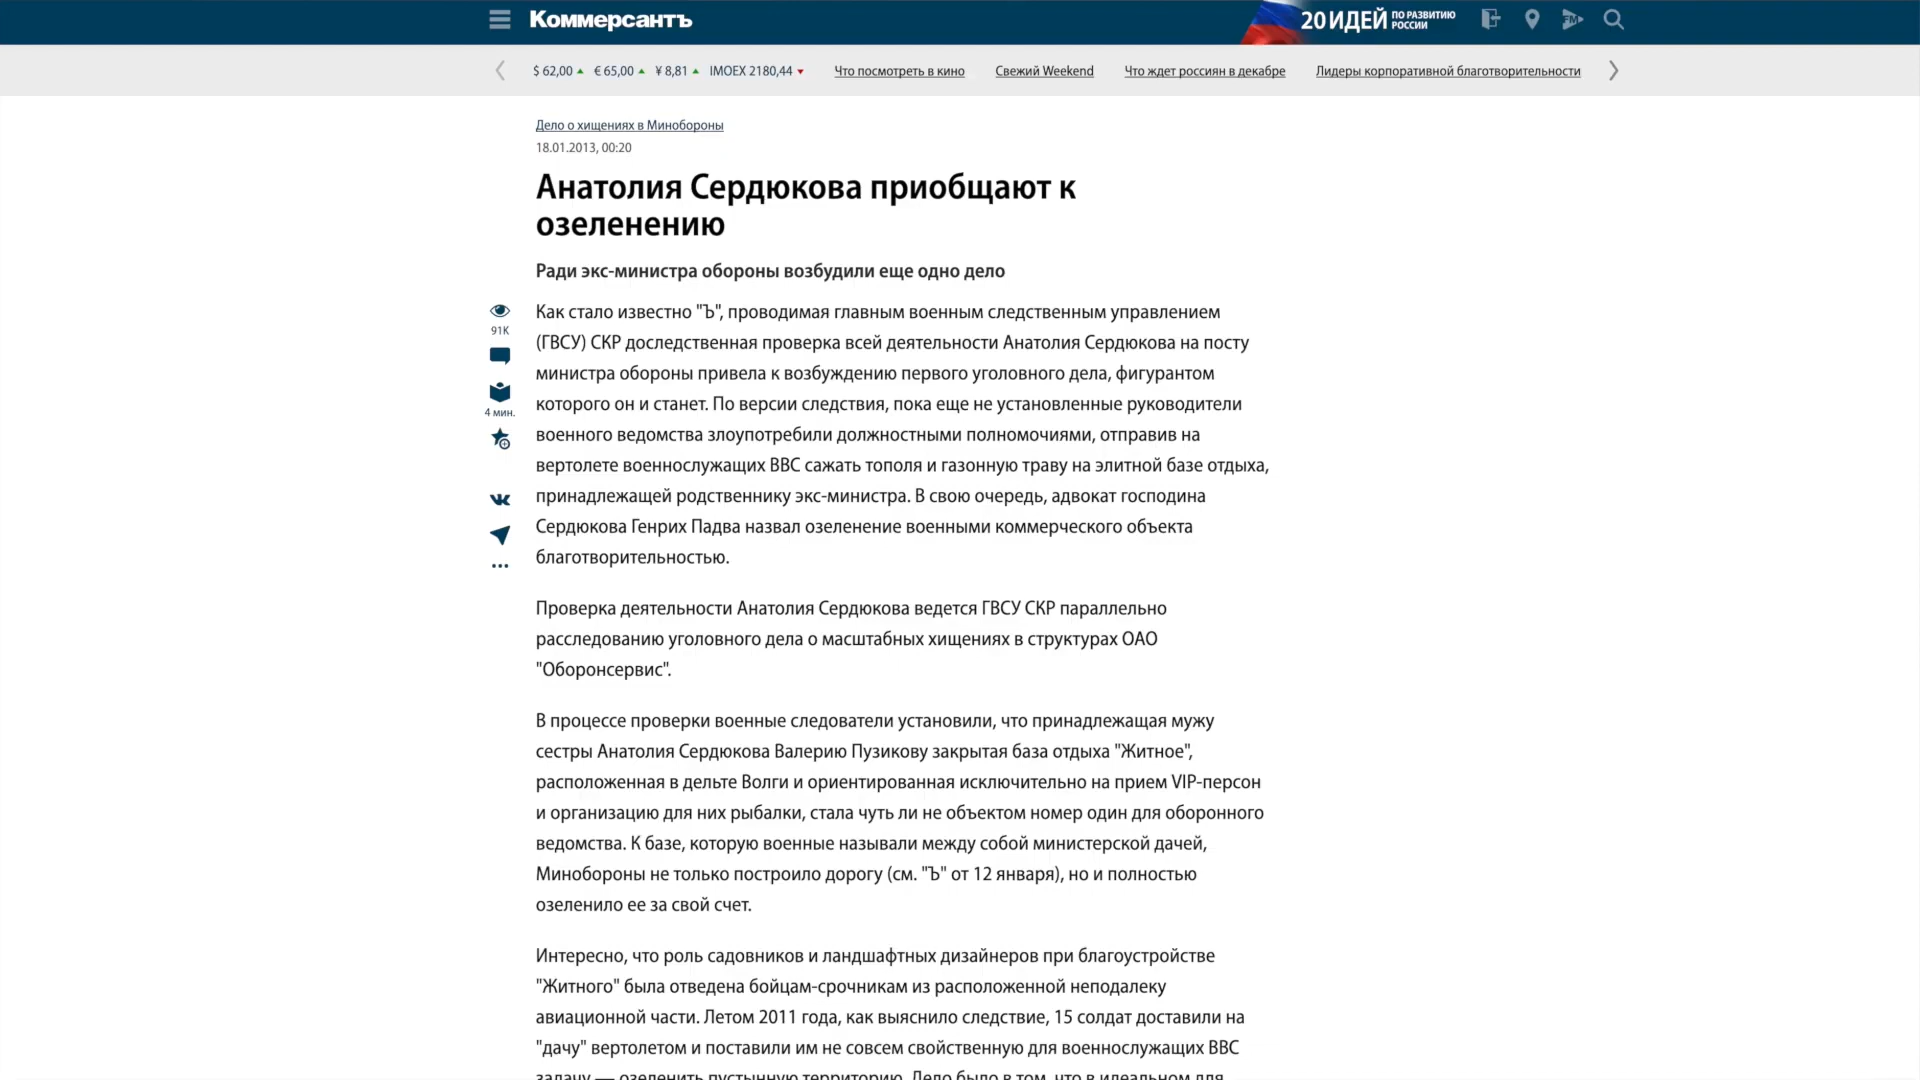 Коммерсантъ
20 ИДЕЙ ПО РАЗВИТИЮ РОССИИ
$ 62,00 € 65,00 ¥ 8,81 IMOEX 2180,44 Что посмотреть в кино Свежий Weekend Что ждет россиян в декабре Лидеры корпоративной благотворительности
Дело о хищениях в Минобороны
18.01.2013, 00:20
Анатолия Сердюкова приобщают к
озеленению
Ради экс-министра обороны возбудили еще одно дело
91K
4 мин.
Как стало известно "Ъ", проводимая главным военным следственным управлением
(ГВСУ) СКР доследственная проверка всей деятельности Анатолия Сердюкова на посту
министра обороны привела к возбуждению первого уголовного дела, фигурантом
которого он и станет. По версии следствия, пока еще не установленные руководители
военного ведомства злоупотребили должностными полномочиями, отправив на
вертолете военнослужащих ВВС сажать тополя и газонную траву на элитной базе отдыха,
принадлежащей родственнику экс-министра. В свою очередь, адвокат господина
Сердюкова Генрих Падва назвал озеленение военными коммерческого объекта
благотворительностью.
Проверка деятельности Анатолия Сердюкова ведется ГВСУ СКР параллельно
расследованию уголовного дела о масштабных хищениях в структурах ОАО
"Оборонсервис".
В процессе проверки военные следователи установили, что принадлежащая мужу
сестры Анатолия Сердюкова Валерию Пузикову закрытая база отдыха "Житное",
расположенная в дельте Волги и ориентированная исключительно на прием VIP-персон
и организацию для них рыбалки, стала чуть ли не объектом номер один для оборонного
ведомства. К базе, которую военные называли между собой министерской дачей,
Минобороны не только построило дорогу (см. "Ъ" от 12 января), но и полностью
озеленило ее за свой счет.
Интересно, что роль садовников и ландшафтных дизайнеров при благоустройстве
"Житного" была отведена бойцам-срочникам из расположенной неподалеку
авиационной части. Летом 2011 года, как выяснило следствие, 15 солдат доставили на
"дачу" вертолетом и поставили им не совсем свойственную для военнослужащих ВВС
задачу — озеленить пустынную территорию. Дело было в том, что в идеальном для